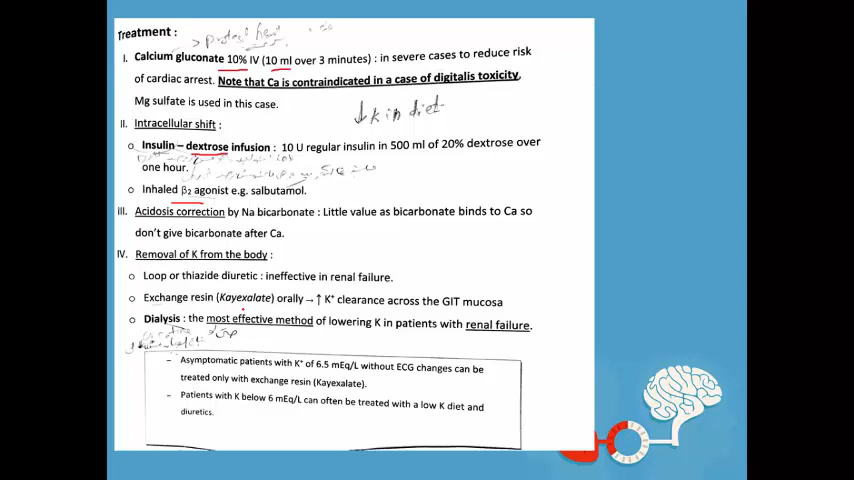 Treatment :
→ protect heart
I. Calcium gluconate 10% IV (10 ml over 3 minutes) : in severe cases to reduce risk
of cardiac arrest. Note that Ca is contraindicated in a case of digitalis toxicity,
Mg sulfate is used in this case.
↓ K in diet
II. Intracellular shift :
o Insulin – dextrose infusion : 10 U regular insulin in 500 ml of 20% dextrose over
one hour.
o Inhaled β2 agonist e.g. salbutamol.
III. Acidosis correction by Na bicarbonate : Little value as bicarbonate binds to Ca so
don't give bicarbonate after Ca.
IV. Removal of K from the body :
o Loop or thiazide diuretic : ineffective in renal failure.
o Exchange resin (Kayexalate) orally → ↑ K+ clearance across the GIT mucosa
o Dialysis : the most effective method of lowering K in patients with renal failure.
– Asymptomatic patients with K+ of 6.5 mEq/L without ECG changes can be
treated only with exchange resin (Kayexalate).
– Patients with K below 6 mEq/L can often be treated with a low K diet and
diuretics.